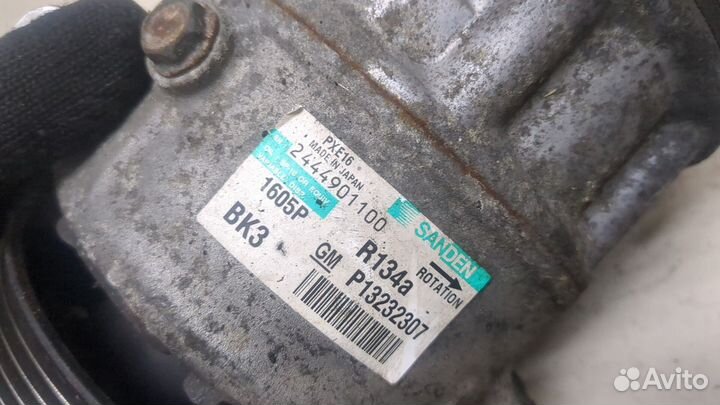 PXE16
MADE IN JAPAN
2444901100
1605P
SANDEN
BK3
R134a
ROTATION
GM
P13232307
Avito